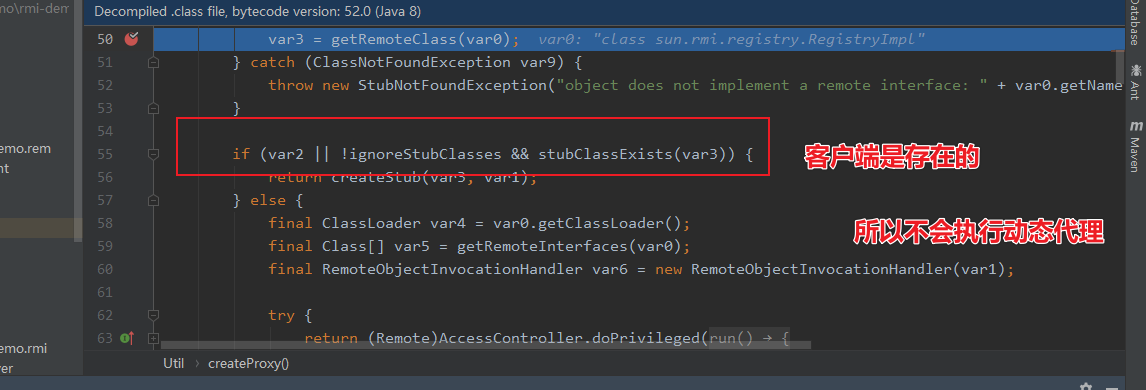 mo\rmi-dem
Decompiled .class file, bytecode version: 52.0 (Java 8)
50 var3 = getRemoteClass(var0); var0: "class sun.rmi.registry.RegistryImpl"
51 } catch (ClassNotFoundException var9) {
52 throw new StubNotFoundException("object does not implement a remote interface: " + var0.getName
53 }
54
emo.rem
55 if (var2 || !ignoreStubClasses && stubClassExists(var3)) {
客户端是存在的
nt
56 return createStub(var3, var1);
57 } else {
58 final ClassLoader var4 = var0.getClassLoader();
所以不会执行动态代理
59 final Class[] var5 = getRemoteInterfaces(var0);
60 final RemoteObjectInvocationHandler var6 = new RemoteObjectInvocationHandler(var1);
61
62 try {
63 return (Remote)AccessController.doPrivileged(run() → {
emo.rmi
ver
Util › createProxy()
Database
Ant
m Maven